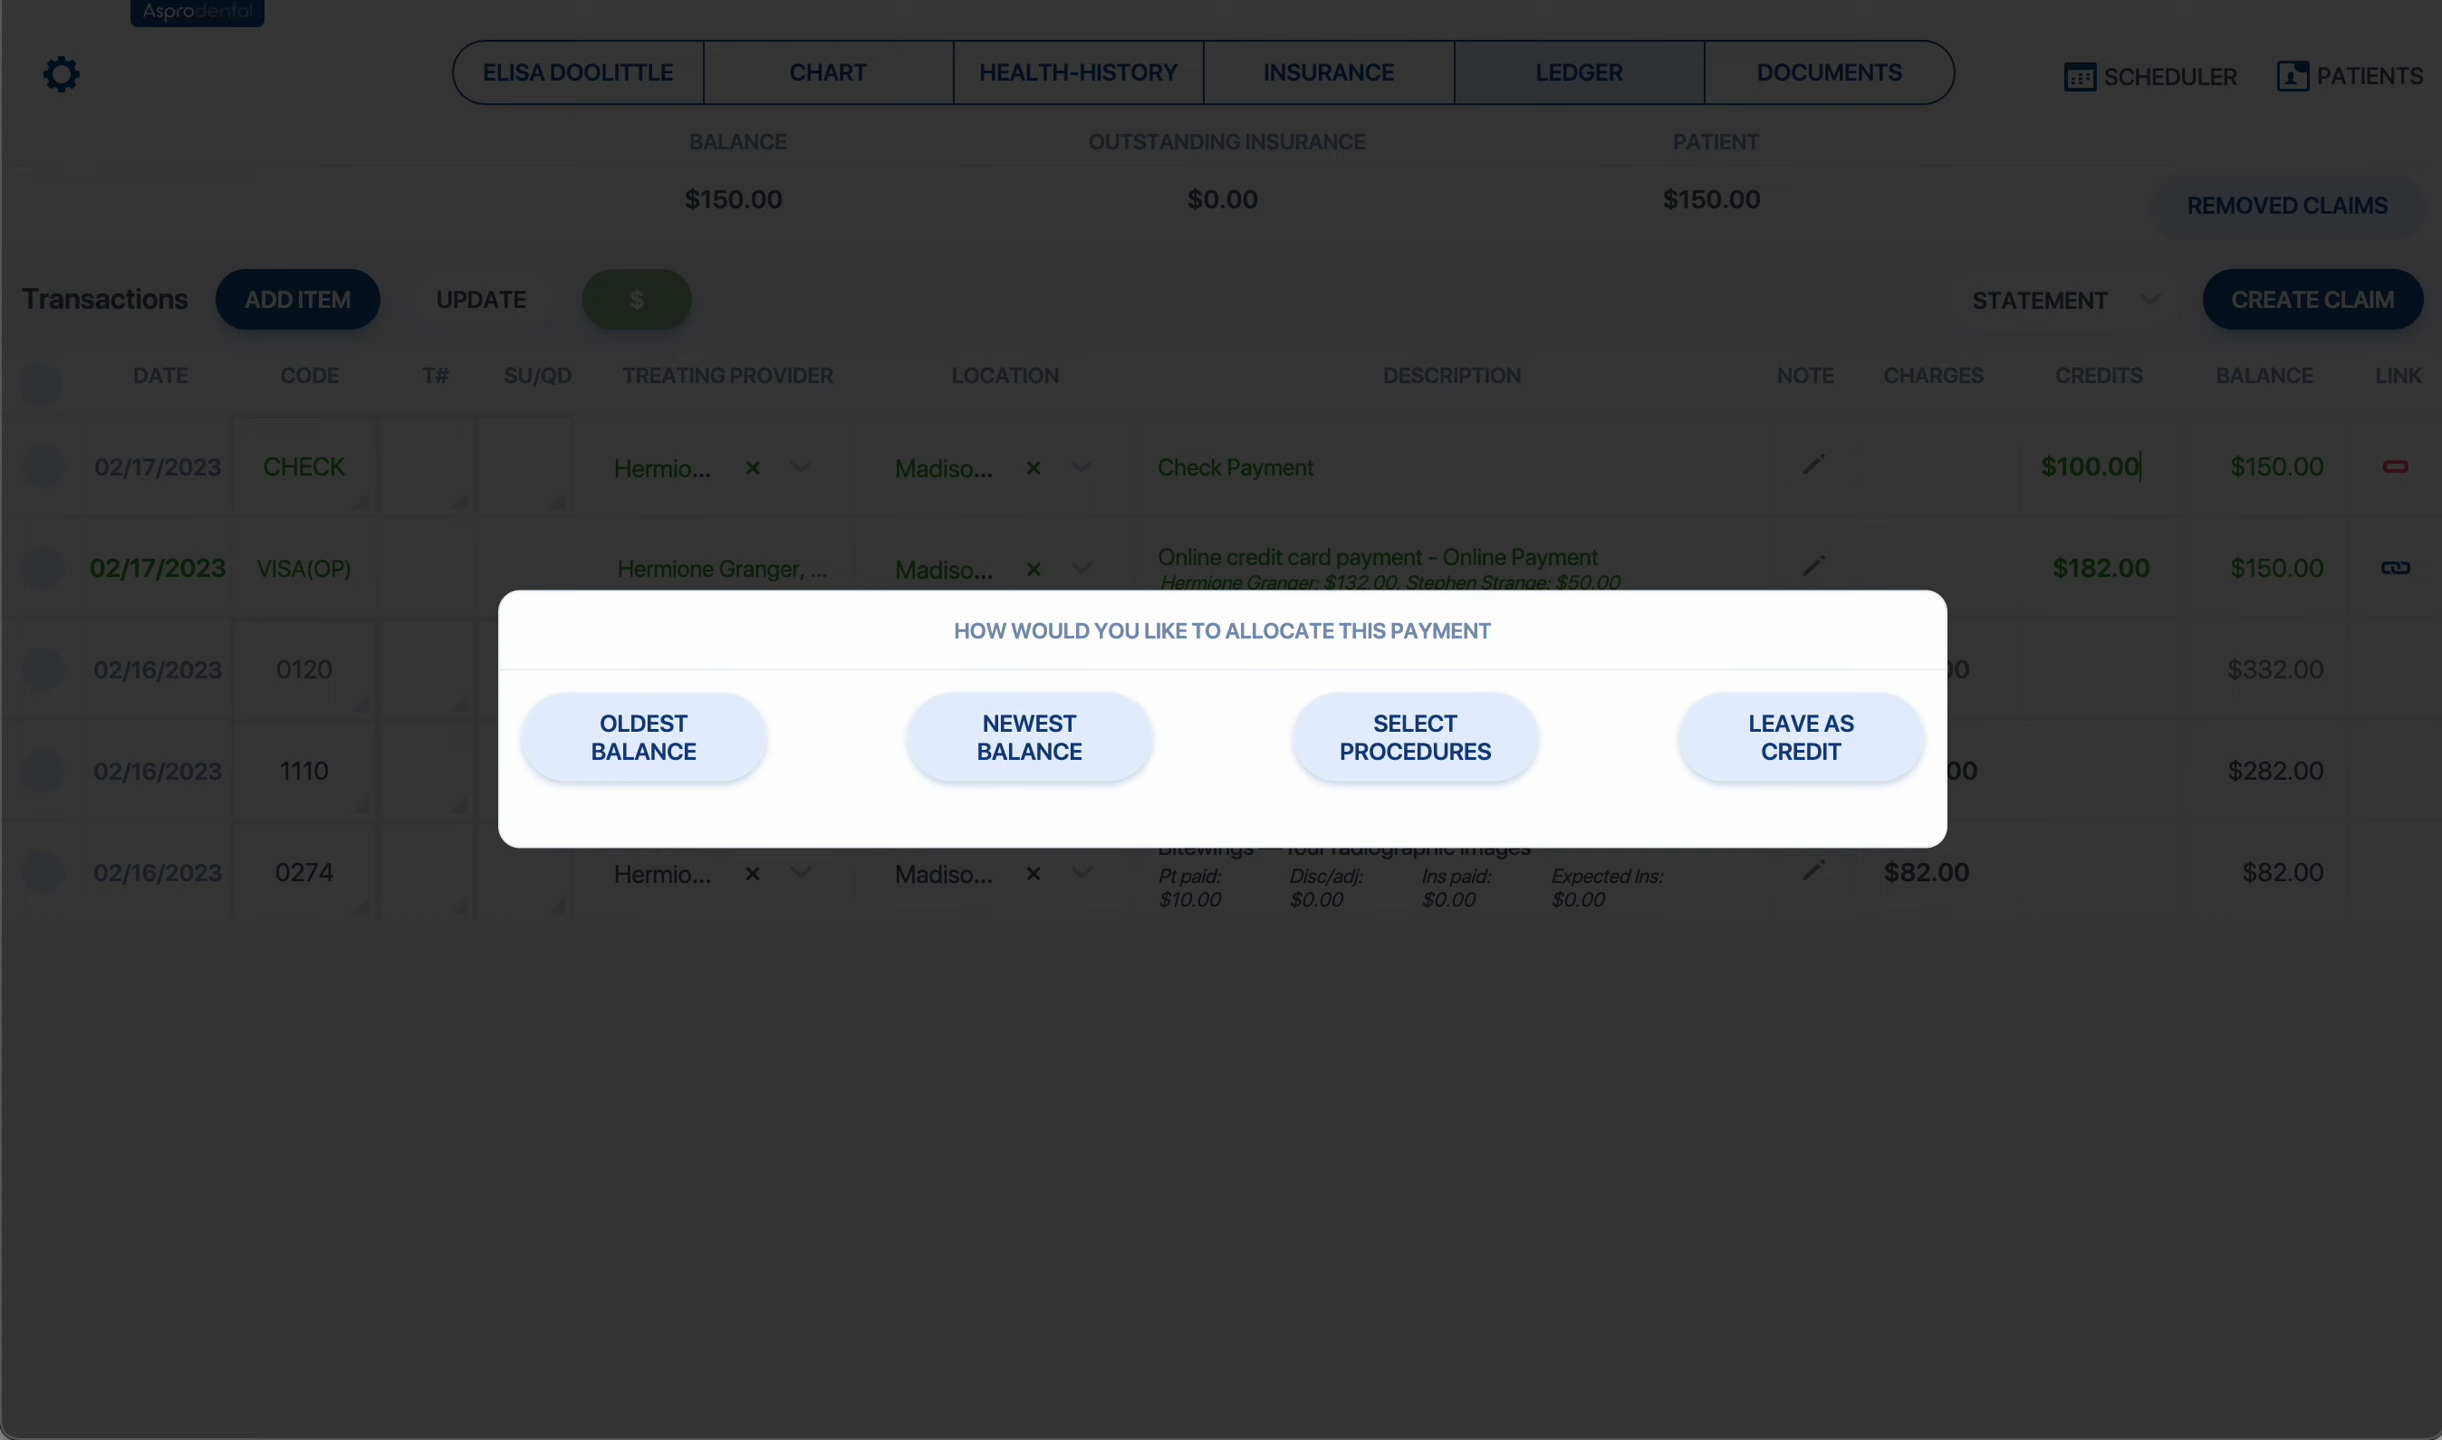 Asprodental
ELISA DOOLITTLE CHART HEALTH-HISTORY INSURANCE LEDGER DOCUMENTS SCHEDULER PATIENTS
BALANCE OUTSTANDING INSURANCE PATIENT
$150.00 $0.00 $150.00 REMOVED CLAIMS
Transactions ADD ITEM UPDATE $ STATEMENT CREATE CLAIM
DATE CODE T# SU/QD TREATING PROVIDER LOCATION DESCRIPTION NOTE CHARGES CREDITS BALANCE LINK
02/17/2023 CHECK Hermio... × Madiso... × Check Payment $100.00 $150.00
02/17/2023 VISA(OP) Hermione Granger, ... Madiso... × Online credit card payment - Online Payment $182.00 $150.00
Hermione Granger: $132.00, Stephen Strange: $50.00
HOW WOULD YOU LIKE TO ALLOCATE THIS PAYMENT
02/16/2023 0120 $332.00
OLDEST BALANCE
NEWEST BALANCE
SELECT PROCEDURES
LEAVE AS CREDIT
02/16/2023 1110 00 $282.00
Bitewings — four radiographic images
02/16/2023 0274 Hermio... × Madiso... × Pt paid: Disc/adj: Ins paid: Expected Ins: $82.00 $82.00
$10.00 $0.00 $0.00 $0.00